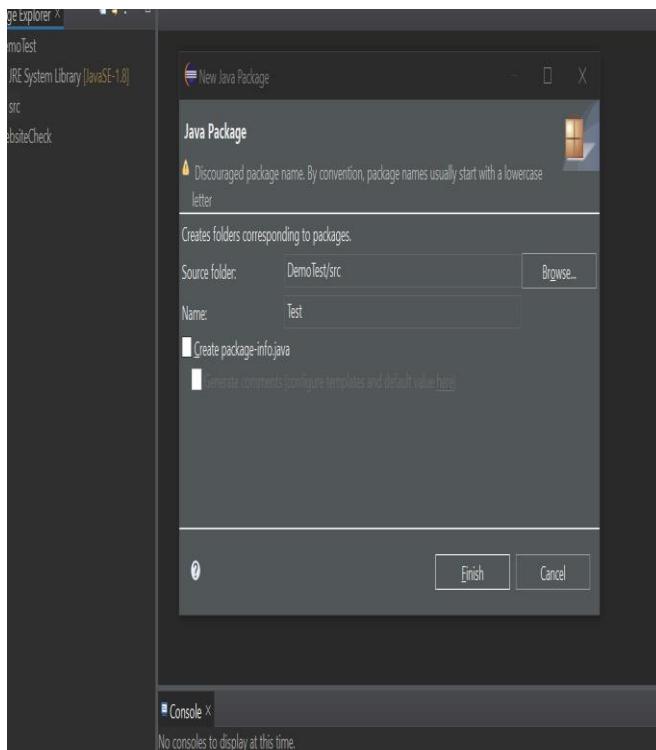 ge Explorer ×
emoTest
JRE System Library [JavaSE-1.8]
src
ebsiteCheck
New Java Package
Java Package
Discouraged package name. By convention, package names usually start with a lowercase
letter
Creates folders corresponding to packages.
Source folder:
DemoTest/src
Browse...
Name:
Test
Create package-info.java
Generate comments (configure templates and default value here)
Finish
Cancel
Console ×
No consoles to display at this time.